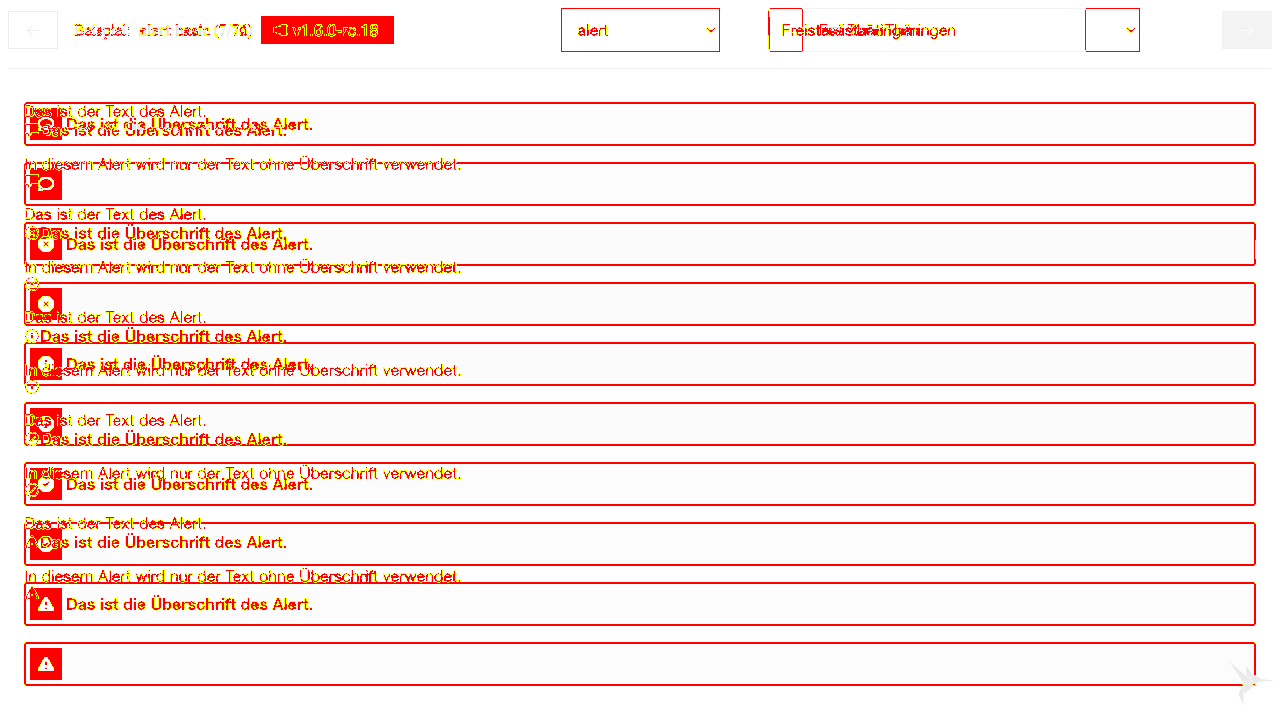 Beispiel: alert basic v1.6.0-rc.18 alert
Das ist der Text des Alert.
Das ist die Überschrift des Alert.
Das ist die Überschrift des Alert.
In diesem Alert wird nur der Text ohne Überschrift verwendet.
Das ist der Text des Alert.
Das ist die Überschrift des Alert.
Das ist die Überschrift des Alert.
In diesem Alert wird nur der Text ohne Überschrift verwendet.
Das ist der Text des Alert.
Das ist die Überschrift des Alert.
Das ist die Überschrift des Alert.
In diesem Alert wird nur der Text ohne Überschrift verwendet.
Das ist der Text des Alert.
Das ist die Überschrift des Alert.
In diesem Alert wird nur der Text ohne Überschrift verwendet.
Das ist die Überschrift des Alert.
Das ist der Text des Alert.
Das ist die Überschrift des Alert.
In diesem Alert wird nur der Text ohne Überschrift verwendet.
Das ist die Überschrift des Alert.